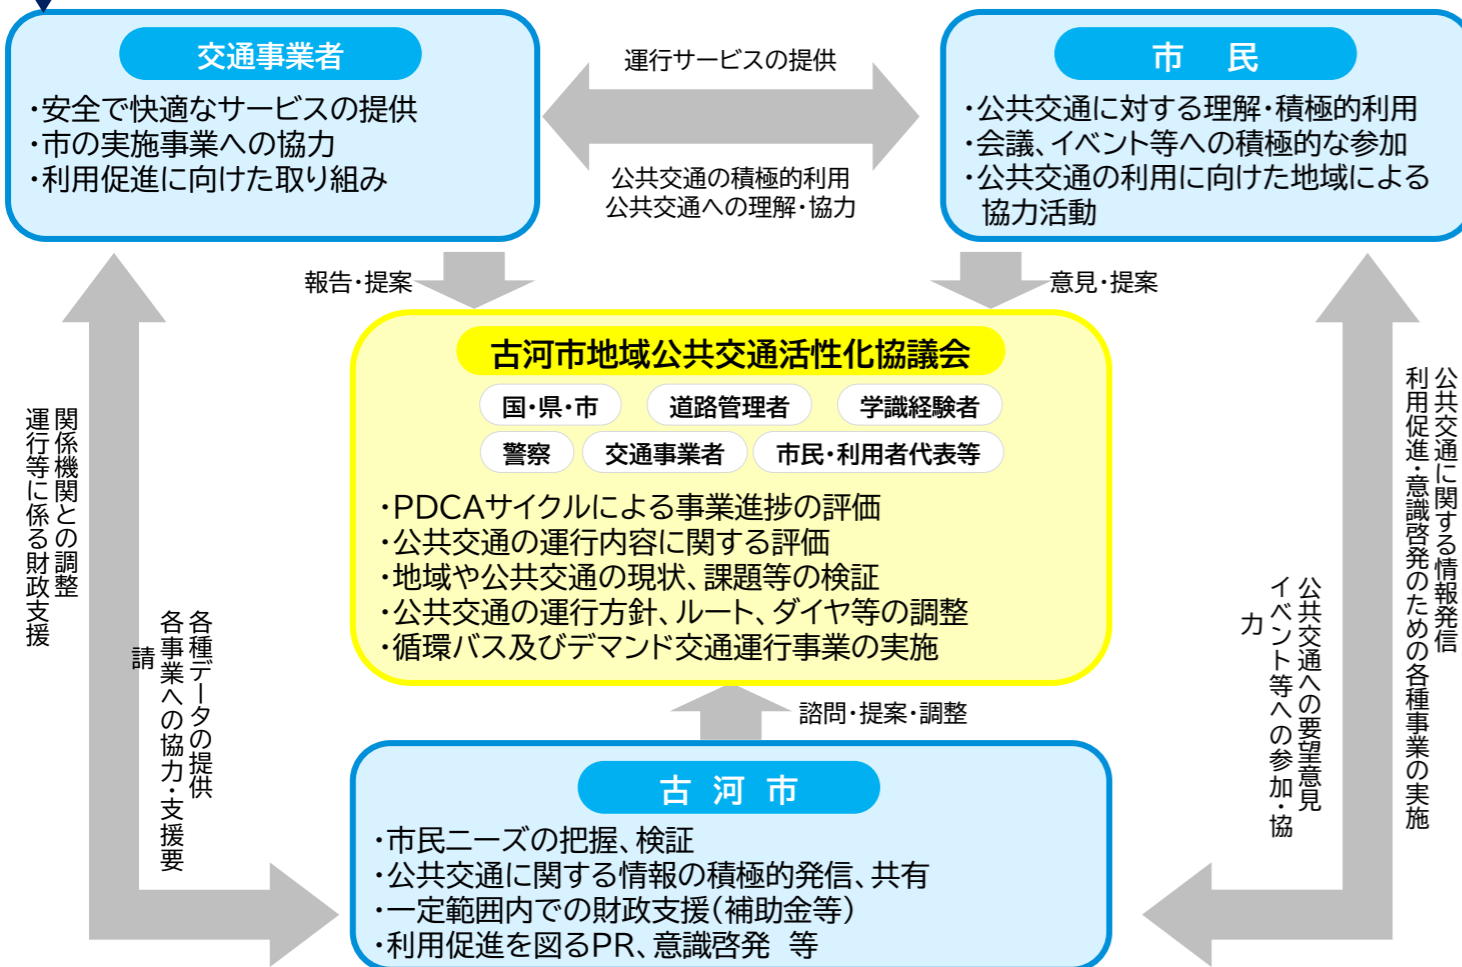 交通事業者
・安全で快適なサービスの提供
・市の実施事業への協力
・利用促進に向けた取り組み
運行サービスの提供
公共交通の積極的利用
公共交通への理解・協力
市　民
・公共交通に対する理解・積極的利用
・会議、イベント等への積極的な参加
・公共交通の利用に向けた地域による
協力活動
報告・提案
意見・提案
古河市地域公共交通活性化協議会
国・県・市
道路管理者
学識経験者
警察
交通事業者
市民・利用者代表等
・PDCAサイクルによる事業進捗の評価
・公共交通の運行内容に関する評価
・地域や公共交通の現状、課題等の検証
・公共交通の運行方針、ルート、ダイヤ等の調整
・循環バス及びデマンド交通運行事業の実施
関係機関との調整
運行等に係る財政支援
各種データの提供
各事業への協力・支援要
請
公共交通に関する情報発信
利用促進・意識啓発のための各種事業の実施
公共交通への要望意見
イベント等への参加・協
力
諮問・提案・調整
古 河 市
・市民ニーズの把握、検証
・公共交通に関する情報の積極的発信、共有
・一定範囲内での財政支援（補助金等）
・利用促進を図るPR、意識啓発　等